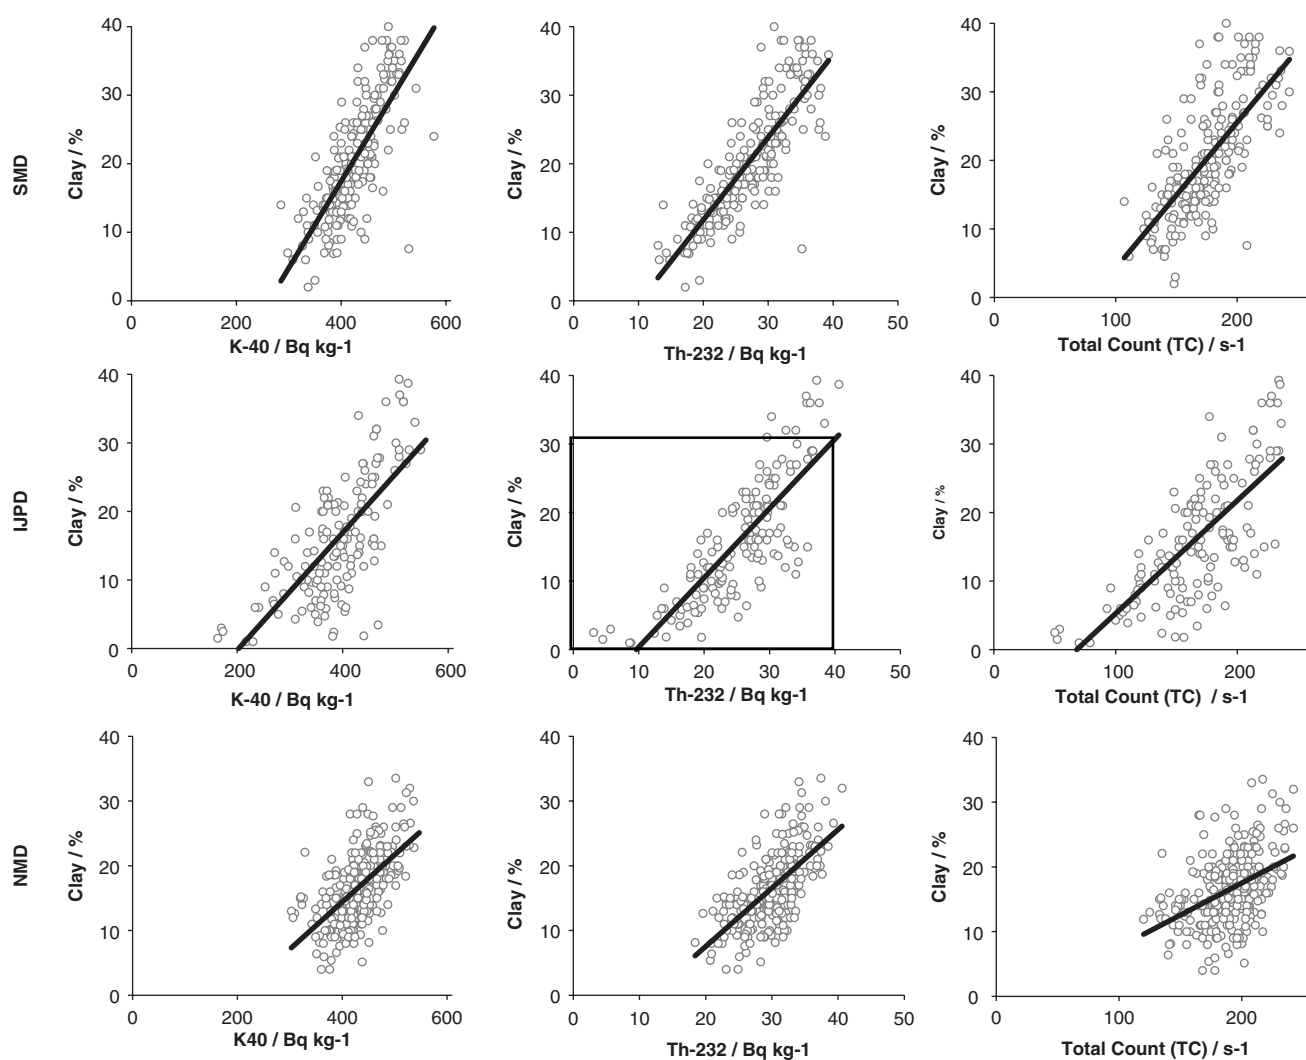 SMD
Clay / %
40
30
20
10
0
0 200 400 600
K-40 / Bq kg-1
Clay / %
40
30
20
10
0
0 10 20 30 40 50
Th-232 / Bq kg-1
Clay / %
40
30
20
10
0
0 100 200
Total Count (TC) / s-1
IJPD
Clay / %
40
30
20
10
0
0 200 400 600
K-40 / Bq kg-1
Clay / %
40
30
20
10
0
0 10 20 30 40 50
Th-232 / Bq kg-1
Clay / %
40
30
20
10
0
0 100 200
Total Count (TC) / s-1
NMD
Clay / %
40
30
20
10
0
0 200 400 600
K40 / Bq kg-1
Clay / %
40
30
20
10
0
0 10 20 30 40 50
Th-232 / Bq kg-1
Clay / %
40
30
20
10
0
0 100 200
Total Count (TC) / s-1